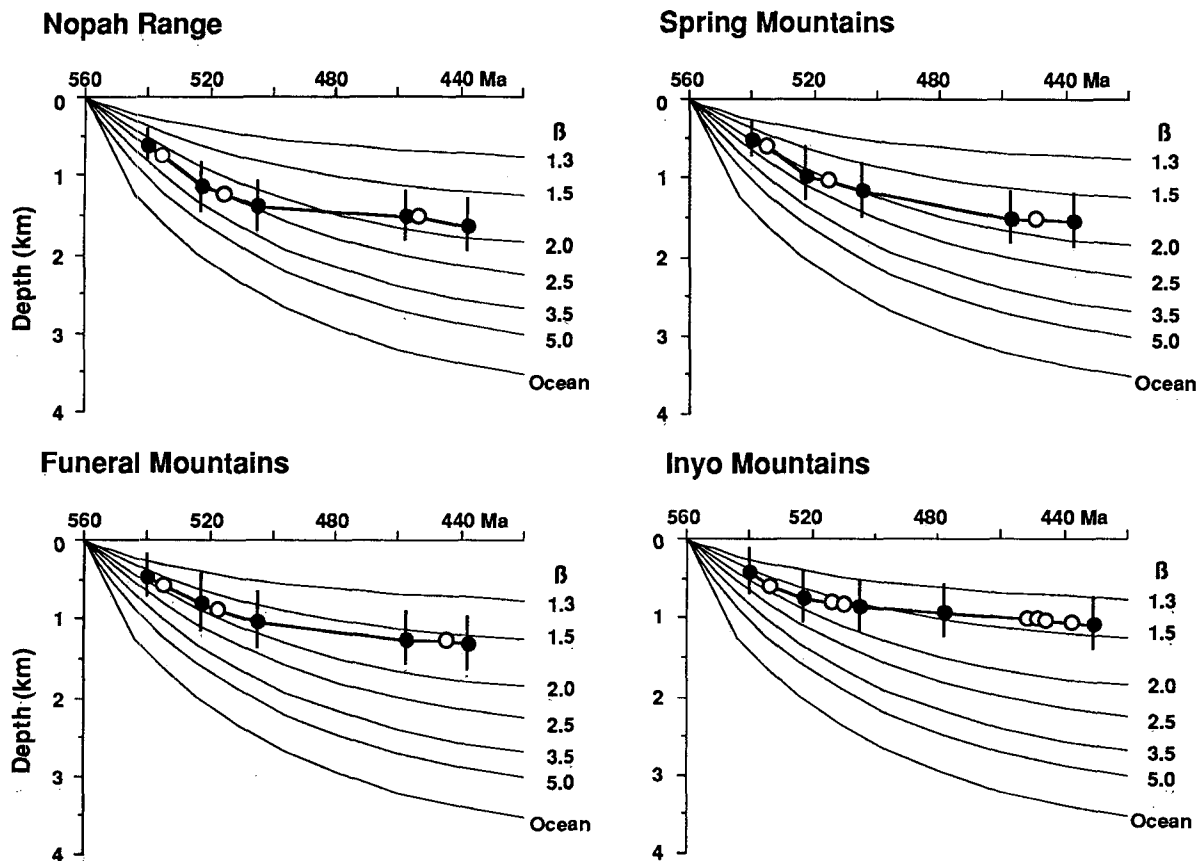 Nopah Range
560 520 480 440 Ma
0
1
2
3
4
Depth (km)
ß
1.3
1.5
2.0
2.5
3.5
5.0
Ocean
Spring Mountains
560 520 480 440 Ma
0
1
2
3
4
ß
1.3
1.5
2.0
2.5
3.5
5.0
Ocean
Funeral Mountains
560 520 480 440 Ma
0
1
2
3
4
Depth (km)
ß
1.3
1.5
2.0
2.5
3.5
5.0
Ocean
Inyo Mountains
560 520 480 440 Ma
0
1
2
3
4
ß
1.3
1.5
2.0
2.5
3.5
5.0
Ocean